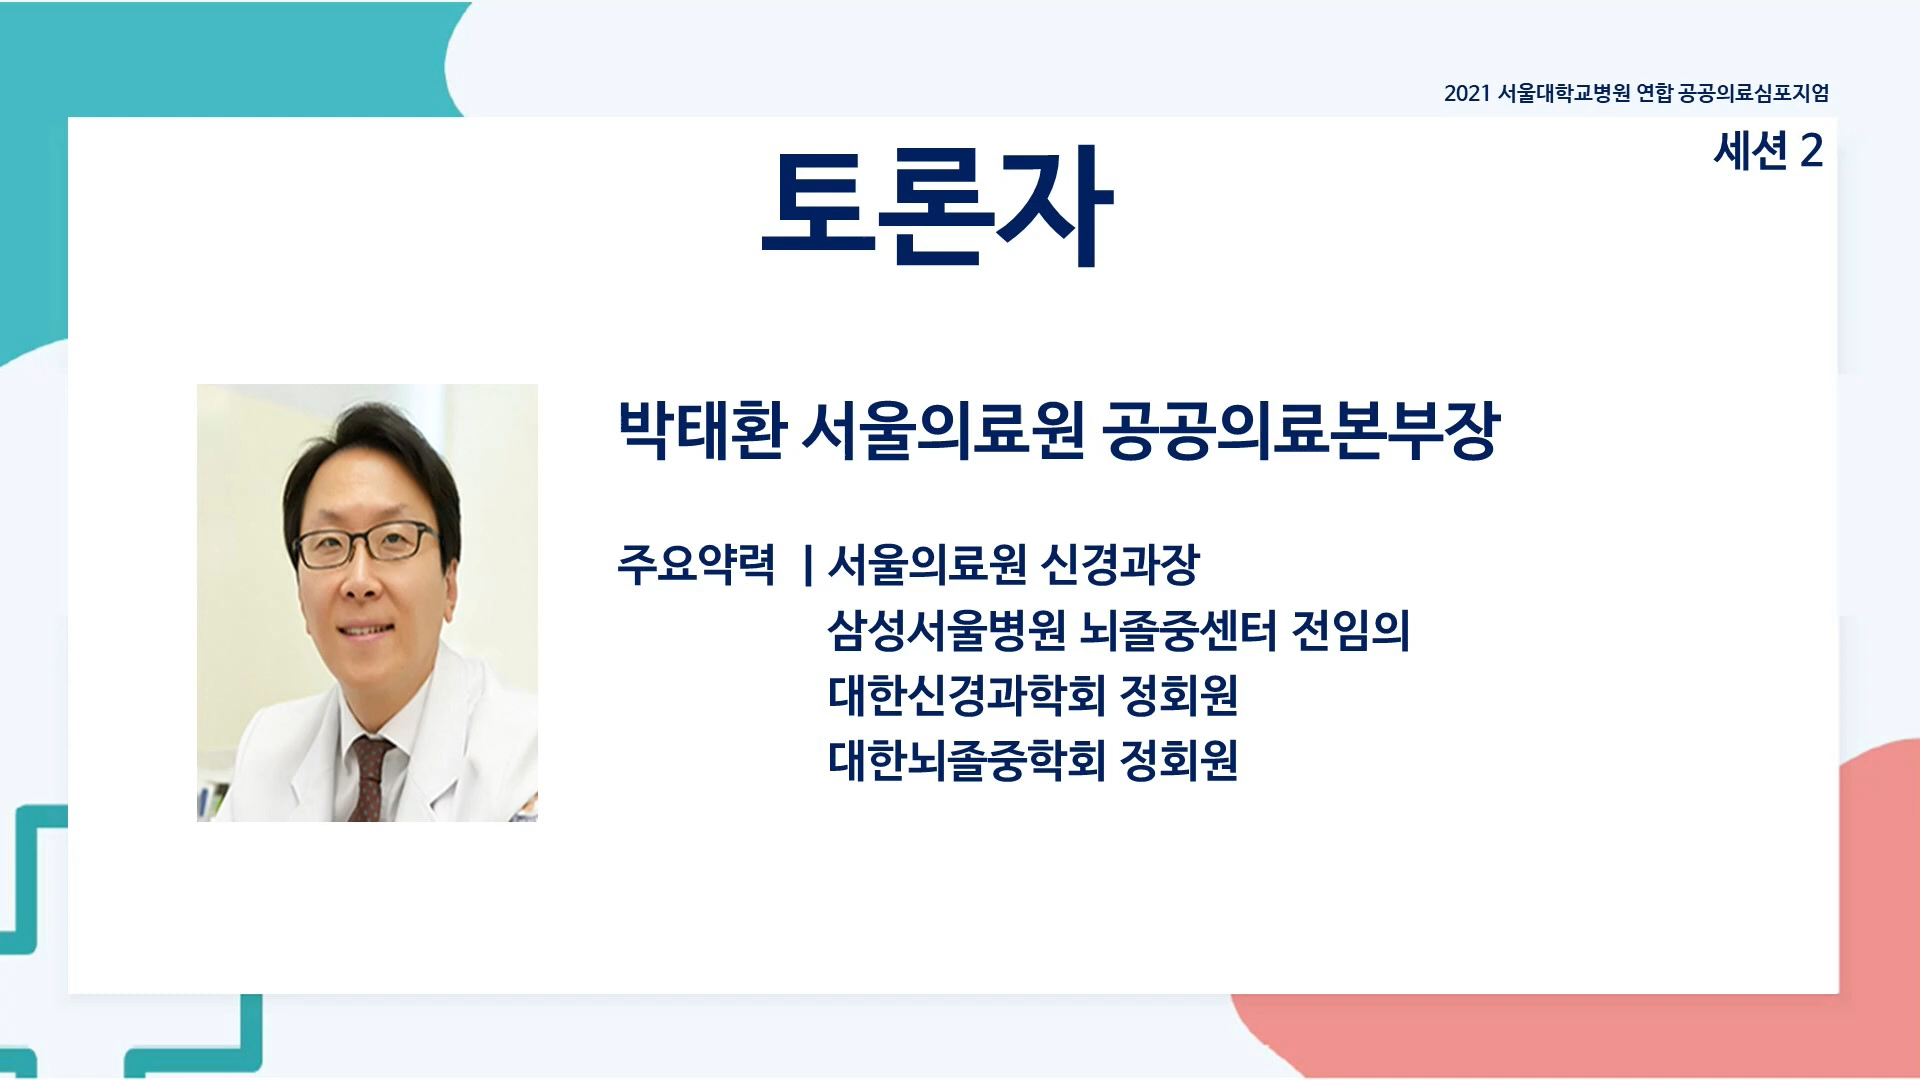 2021 서울대학교병원 연합 공공의료심포지엄
세션 2
토론자
박태환 서울의료원 공공의료본부장
주요약력 | 서울의료원 신경과장
삼성서울병원 뇌졸중센터 전임의
대한신경과학회 정회원
대한뇌졸중학회 정회원